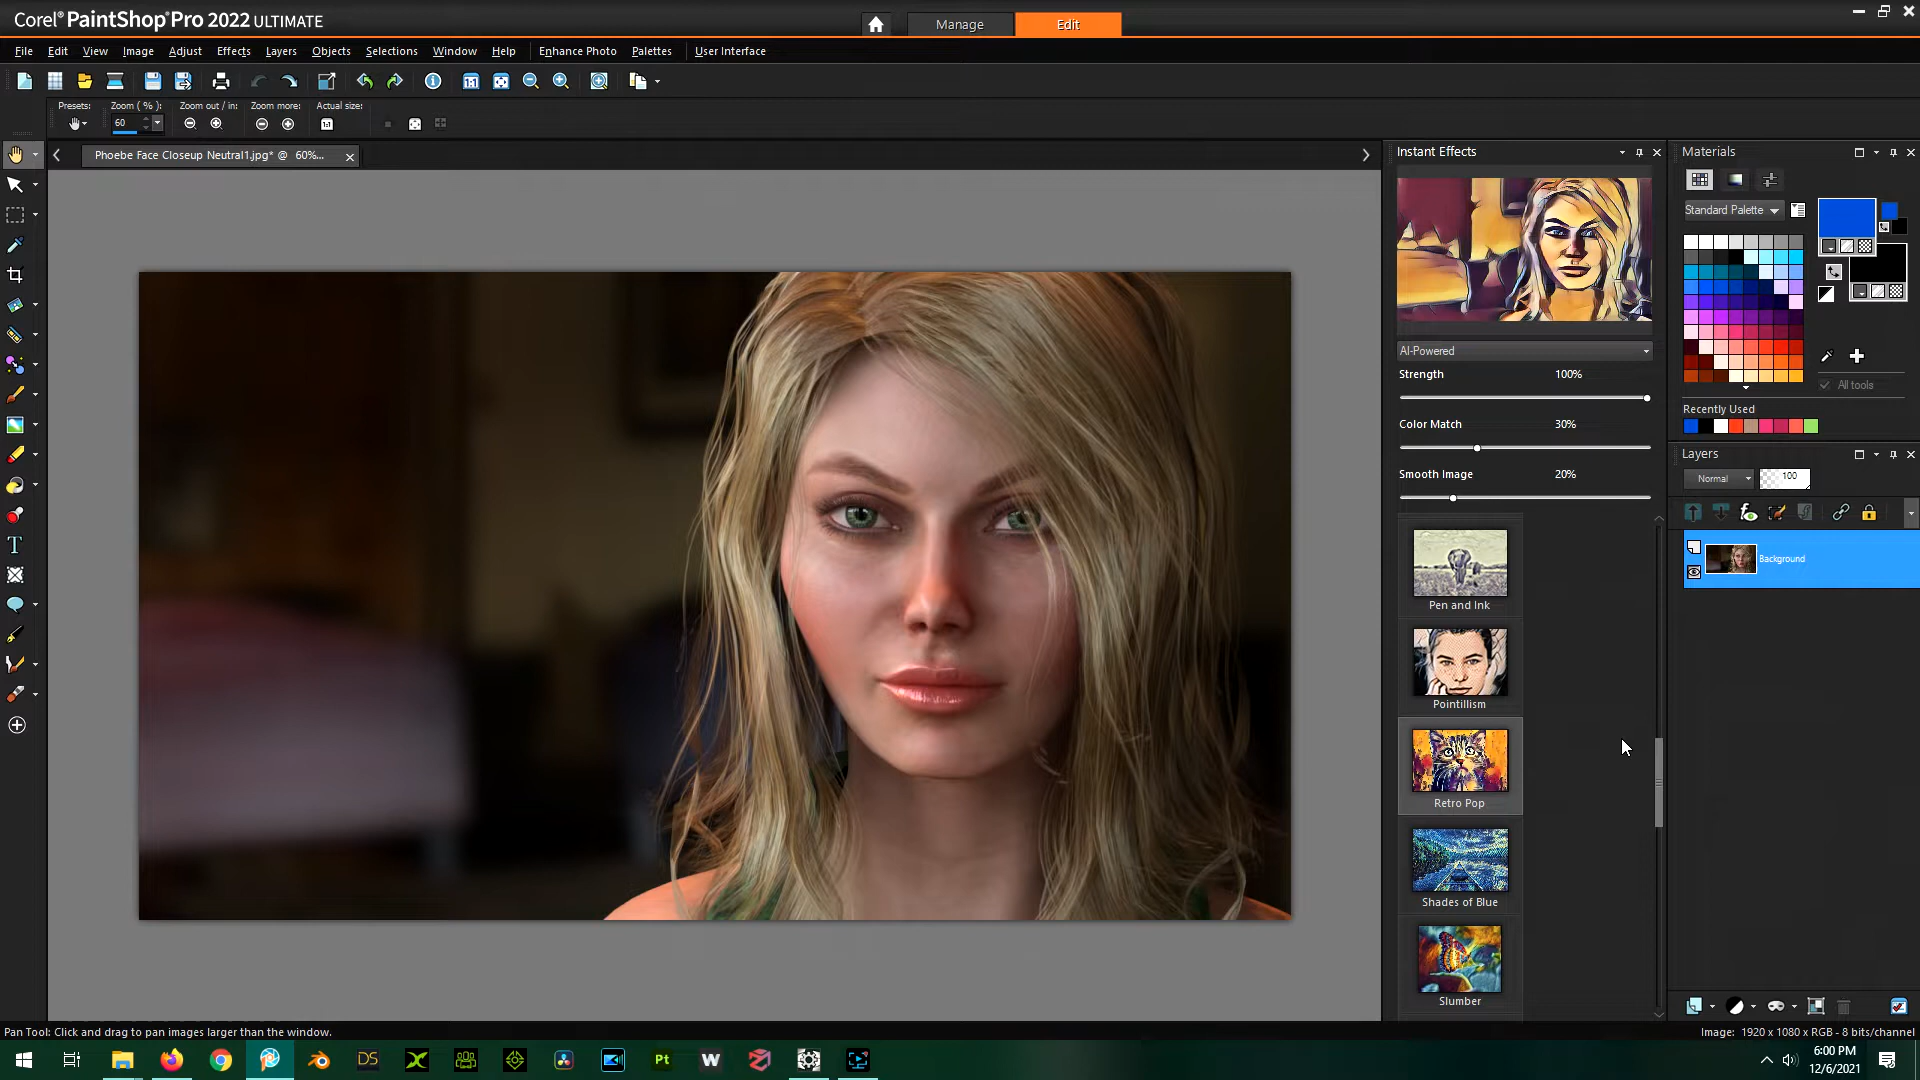 Corel® PaintShop® Pro 2022 ULTIMATE
Manage
Edit
File Edit View Image Adjust Effects Layers Objects Selections Window Help Enhance Photo Palettes User Interface
Presets: Zoom ( % ): Zoom out / in: Zoom more: Actual size:
60
Phoebe Face Closeup Neutral1.jpg* @ 60%...
Instant Effects
AI-Powered
Strength 100%
Color Match 30%
Smooth Image 20%
Pen and Ink
Pointillism
Retro Pop
Shades of Blue
Slumber
Materials
Standard Palette
All tools
Recently Used
Layers
Normal 100
Background
Pan Tool: Click and drag to pan images larger than the window.
Image: 1920 x 1080 x RGB - 8 bits/channel
DS
Pt
W
6:00 PM
12/6/2021